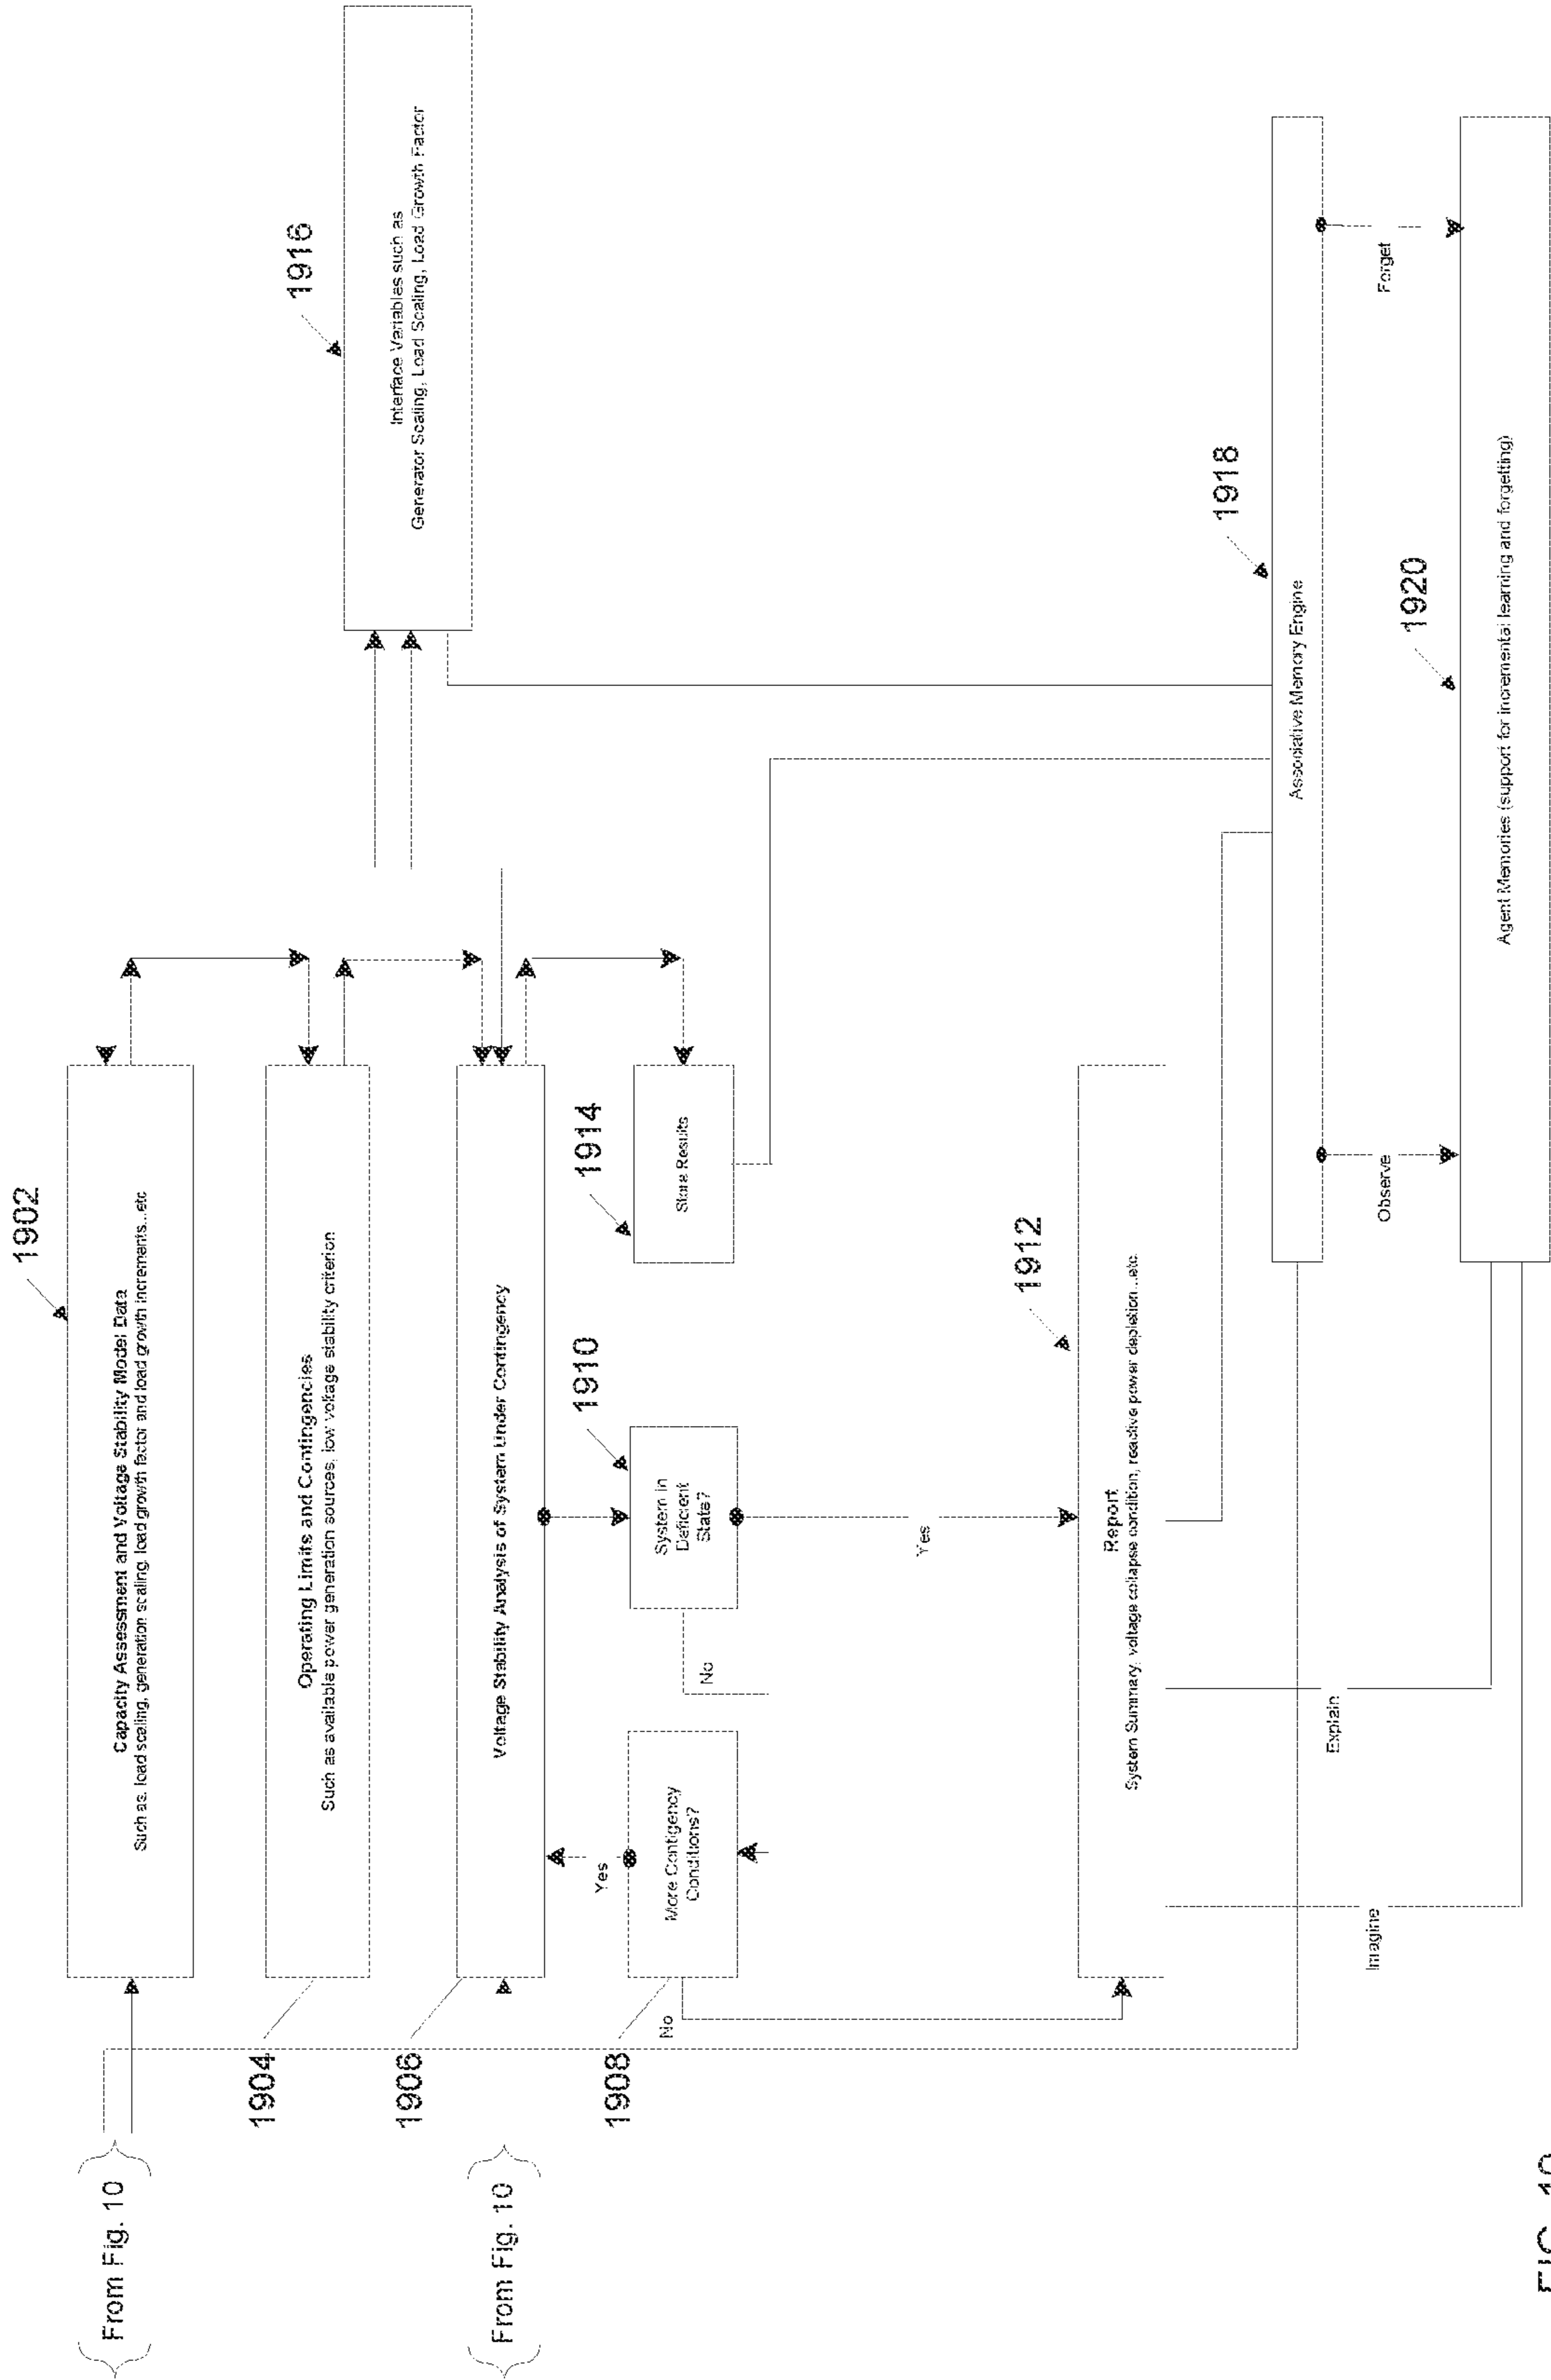 From Fig. 10
From Fig. 10
1902
Capacity Assessment and Voltage Stability Model Data
Such as, load scaling, generation scaling, load growth factor and load growth increments...etc
1904
Operating Limits and Contingencies
Such as available power generation sources, low voltage stability criterion
1906
Voltage Stability Analysis of System Under Contingency
1908
More Contigency
Conditions?
Yes
No
1910
System in
Deficient
State?
No
Yes
1914
Store Results
1916
Interface Variables such as
Generator Scaling, Load Scaling, Load Growth Factor
1912
Report
System Summary, voltage collapse condition, reactive power depletion...etc.
Explain
Imagine
1918
Associative Memory Engine
Observe
Forget
1920
Agent Memories (support for incremental learning and forgetting)